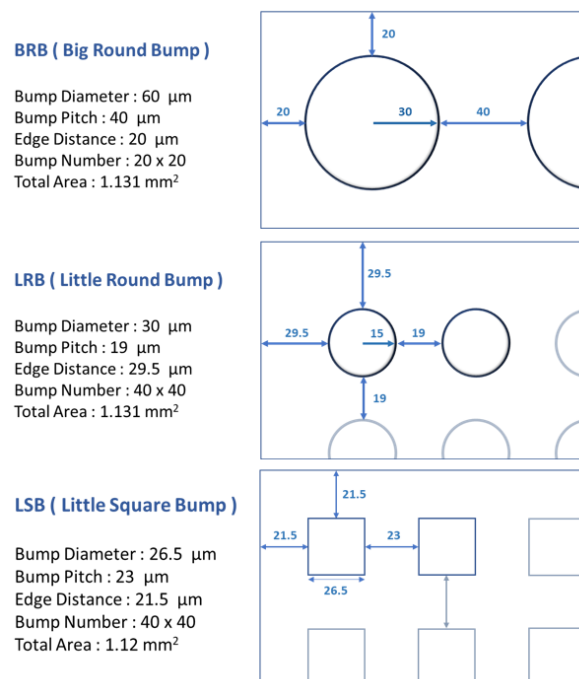 BRB ( Big Round Bump )
Bump Diameter : 60 μm
Bump Pitch : 40 μm
Edge Distance : 20 μm
Bump Number : 20 x 20
Total Area : 1.131 mm²
20
20
30
40
LRB ( Little Round Bump )
Bump Diameter : 30 μm
Bump Pitch : 19 μm
Edge Distance : 29.5 μm
Bump Number : 40 x 40
Total Area : 1.131 mm²
29.5
29.5
15
19
19
LSB ( Little Square Bump )
Bump Diameter : 26.5 μm
Bump Pitch : 23 μm
Edge Distance : 21.5 μm
Bump Number : 40 x 40
Total Area : 1.12 mm²
21.5
21.5
23
26.5